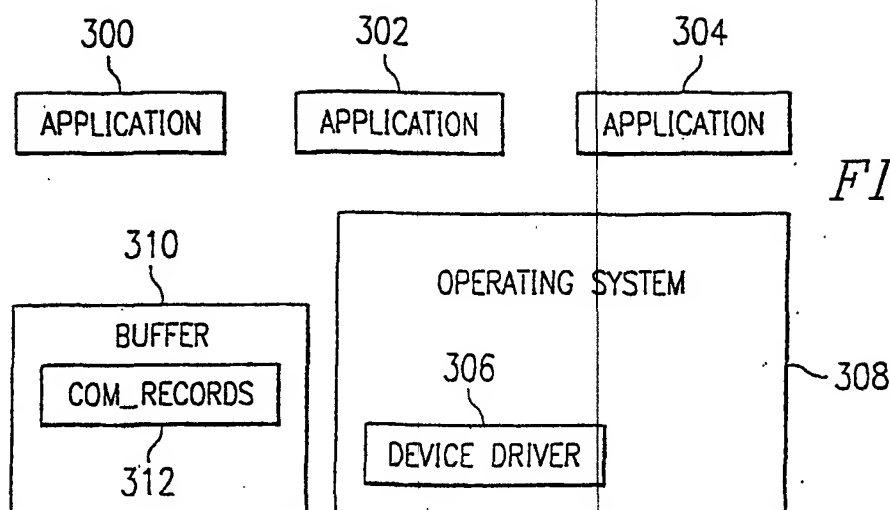 300
302
304
APPLICATION
APPLICATION
APPLICATION
FI
310
OPERATING SYSTEM
BUFFER
306
308
COM_RECORDS
DEVICE DRIVER
312